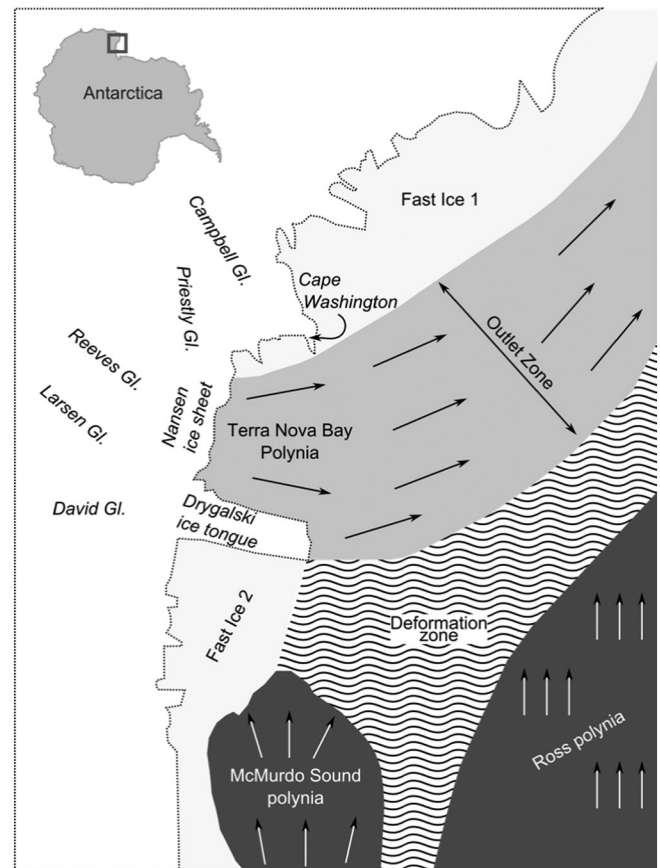 Antarctica
Campbell Gl.
Fast Ice 1
Priestly Gl.
Cape
Washington
Reeves Gl.
Outlet Zone
Larsen Gl.
Nansen
ice sheet
Terra Nova Bay
Polynia
David Gl.
Drygalski
ice tongue
Fast Ice 2
Deformation
zone
Ross polynia
McMurdo Sound
polynia